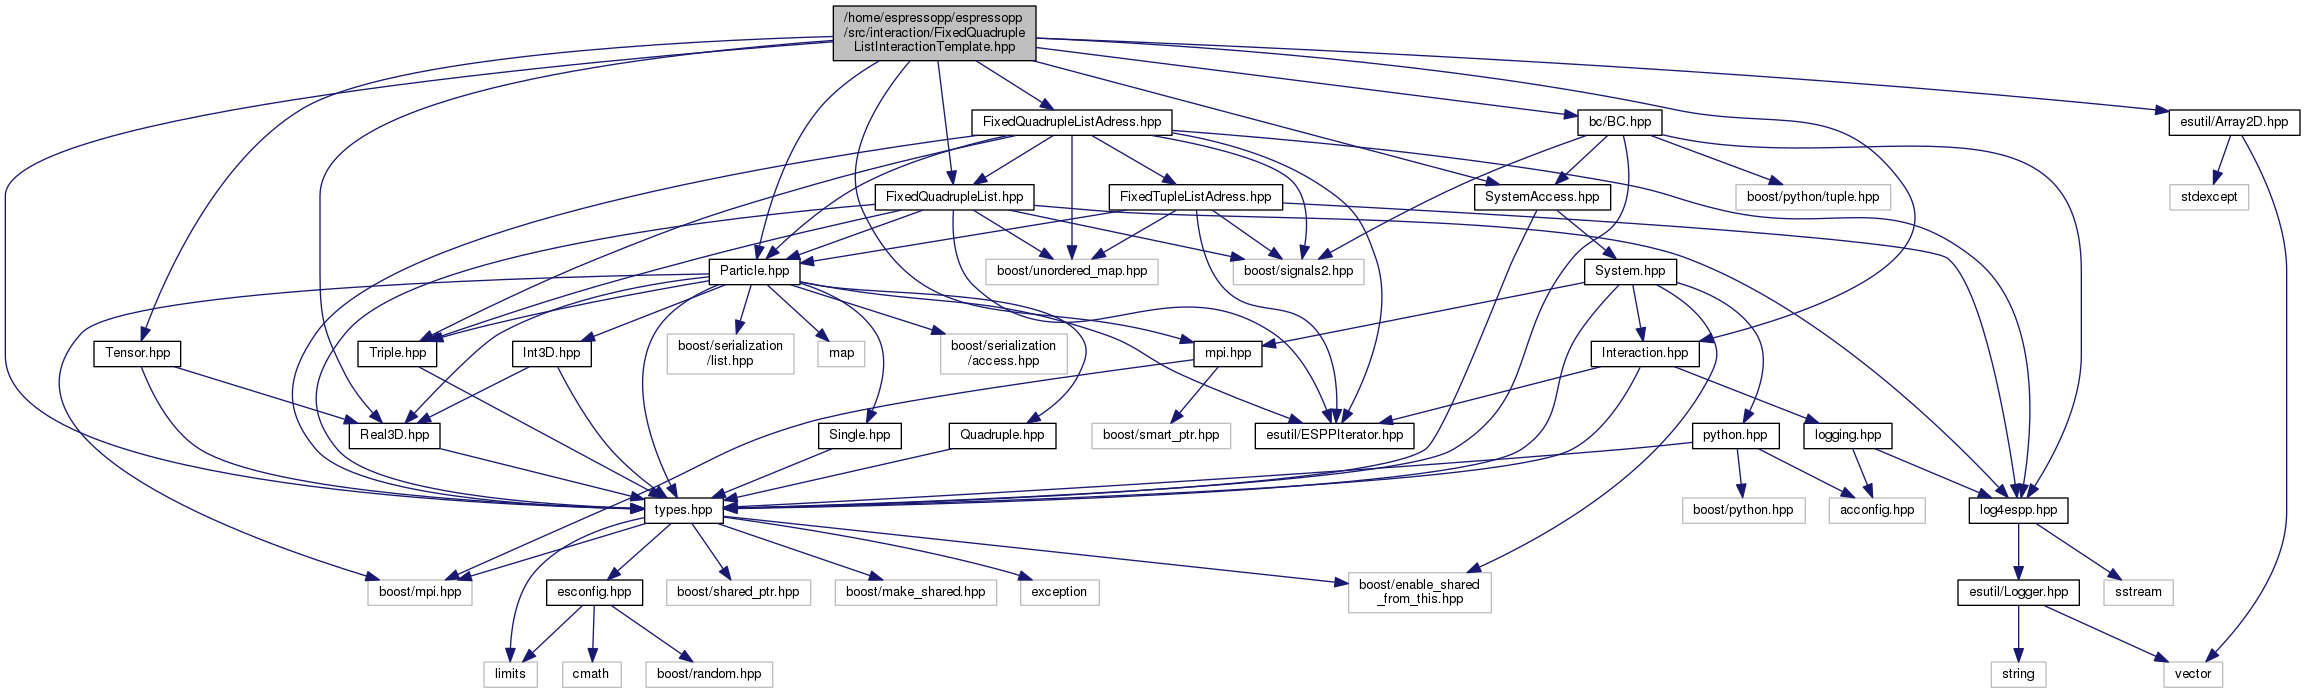 /home/espressopp/espressopp
/src/interaction/FixedQuadruple
ListInteractionTemplate.hpp
FixedQuadrupleListAdress.hpp
bc/BC.hpp
esutil/Array2D.hpp
FixedQuadrupleList.hpp
FixedTupleListAdress.hpp
SystemAccess.hpp
boost/python/tuple.hpp
stdexcept
Particle.hpp
boost/unordered_map.hpp
boost/signals2.hpp
System.hpp
Tensor.hpp
Triple.hpp
Int3D.hpp
boost/serialization
/list.hpp
map
boost/serialization
/access.hpp
mpi.hpp
Interaction.hpp
Real3D.hpp
Single.hpp
Quadruple.hpp
boost/smart_ptr.hpp
esutil/ESPPIterator.hpp
python.hpp
logging.hpp
types.hpp
boost/python.hpp
acconfig.hpp
log4espp.hpp
boost/mpi.hpp
esconfig.hpp
boost/shared_ptr.hpp
boost/make_shared.hpp
exception
boost/enable_shared
_from_this.hpp
esutil/Logger.hpp
sstream
limits
cmath
boost/random.hpp
string
vector